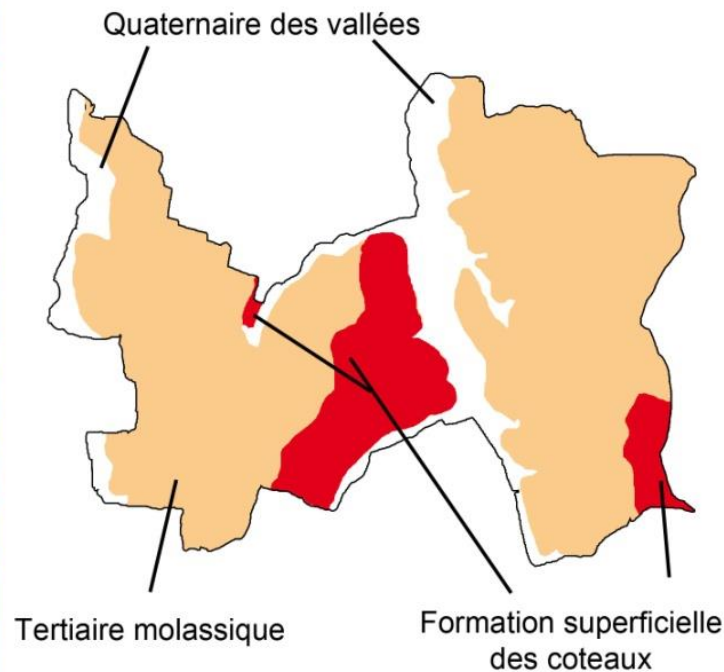 Quaternaire des vallées
Tertiaire molassique
Formation superficielle
des coteaux